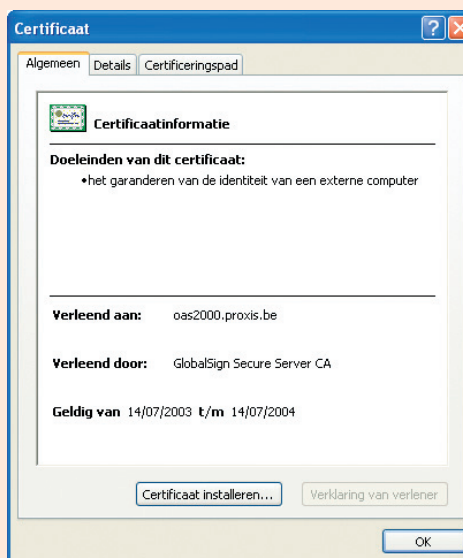 Certificaat
Algemeen Details Certificeringspad
Certificaatinformatie
Doeleinden van dit certificaat:
•het garanderen van de identiteit van een externe computer
Verleend aan: oas2000.proxis.be
Verleend door: GlobalSign Secure Server CA
Geldig van 14/07/2003 t/m 14/07/2004
Certificaat installeren... Verklaring van verlener
OK